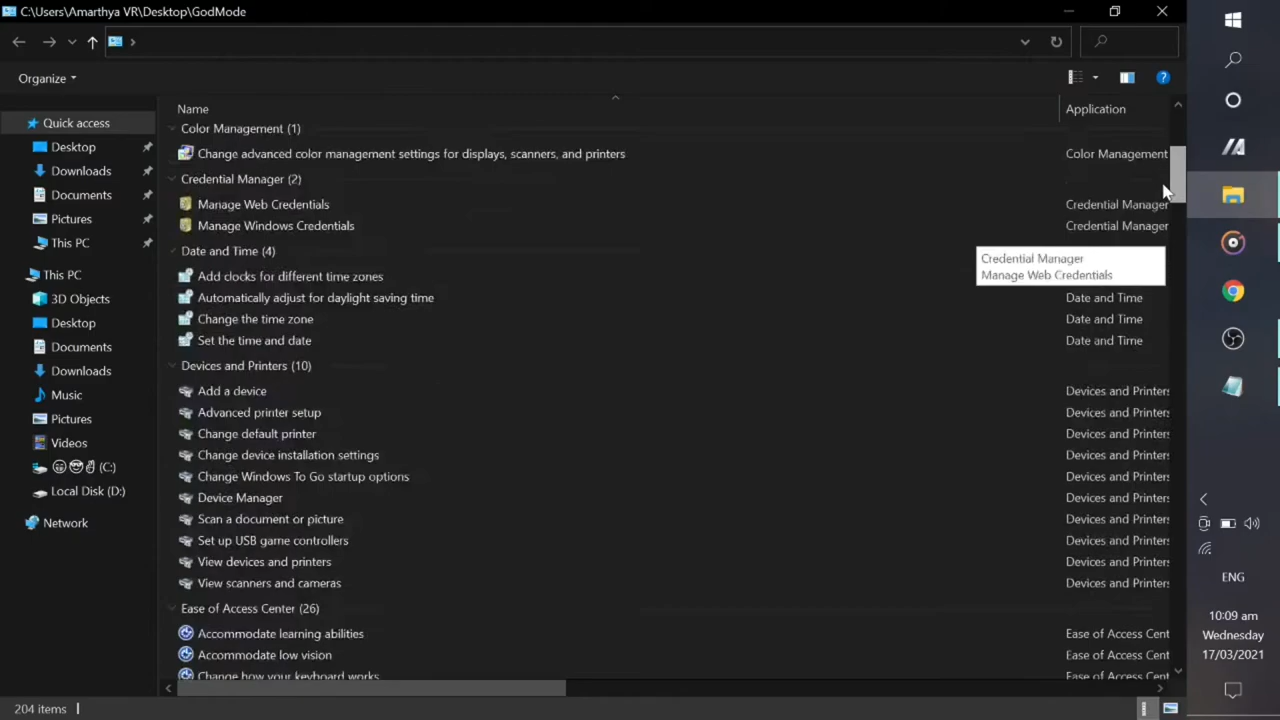 C:\Users\Amarthya VR\Desktop\GodMode
Organize
Name
Application
Quick access
Desktop
Downloads
Documents
Pictures
This PC
This PC
3D Objects
Desktop
Documents
Downloads
Music
Pictures
Videos
😁😎✌ (C:)
Local Disk (D:)
Network
Color Management (1)
Change advanced color management settings for displays, scanners, and printers
Color Management
Credential Manager (2)
Manage Web Credentials
Credential Manager
Manage Windows Credentials
Credential Manager
Date and Time (4)
Credential Manager
Manage Web Credentials
Add clocks for different time zones
Automatically adjust for daylight saving time
Date and Time
Change the time zone
Date and Time
Set the time and date
Date and Time
Devices and Printers (10)
Add a device
Devices and Printers
Advanced printer setup
Devices and Printers
Change default printer
Devices and Printers
Change device installation settings
Devices and Printers
Change Windows To Go startup options
Devices and Printers
Device Manager
Devices and Printers
Scan a document or picture
Devices and Printers
Set up USB game controllers
Devices and Printers
View devices and printers
Devices and Printers
View scanners and cameras
Devices and Printers
Ease of Access Center (26)
Accommodate learning abilities
Ease of Access Cent
Accommodate low vision
Ease of Access Cent
Change how your keyboard works
Ease of Access Cent
204 items
ENG
10:09 am
Wednesday
17/03/2021